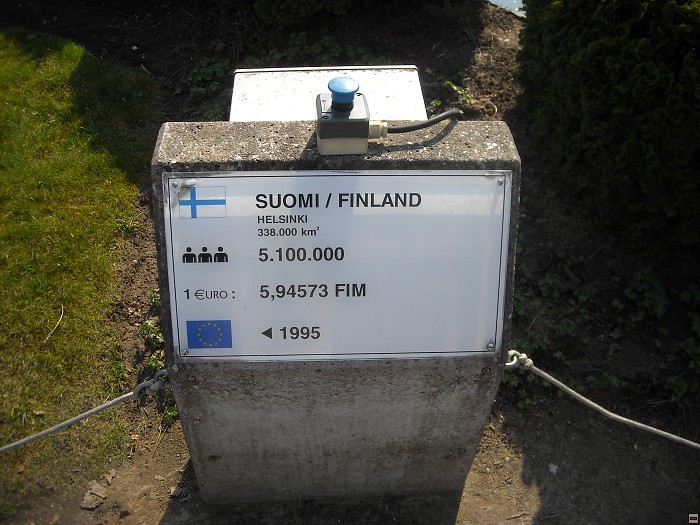 SUOMI / FINLAND
HELSINKI
338.000 km²
5.100.000
1 €URO : 5,94573 FIM
◄ 1995